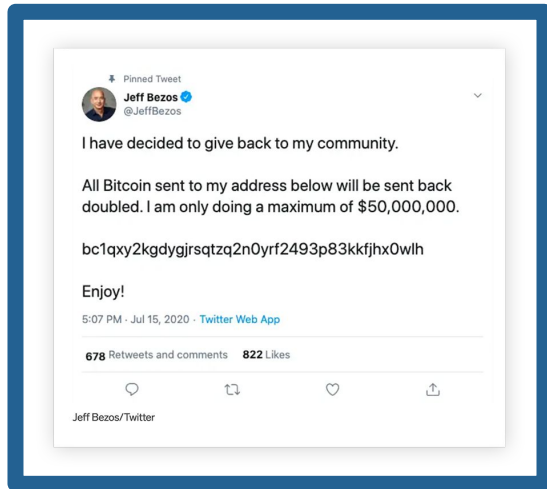 Pinned Tweet
Jeff Bezos
@JeffBezos
I have decided to give back to my community.
All Bitcoin sent to my address below will be sent back
doubled. I am only doing a maximum of $50,000,000.
bc1qxy2kgdygjrsqtzq2n0yrf2493p83kkfjhx0wlh
Enjoy!
5:07 PM · Jul 15, 2020 · Twitter Web App
678 Retweets and comments 822 Likes
Jeff Bezos/Twitter